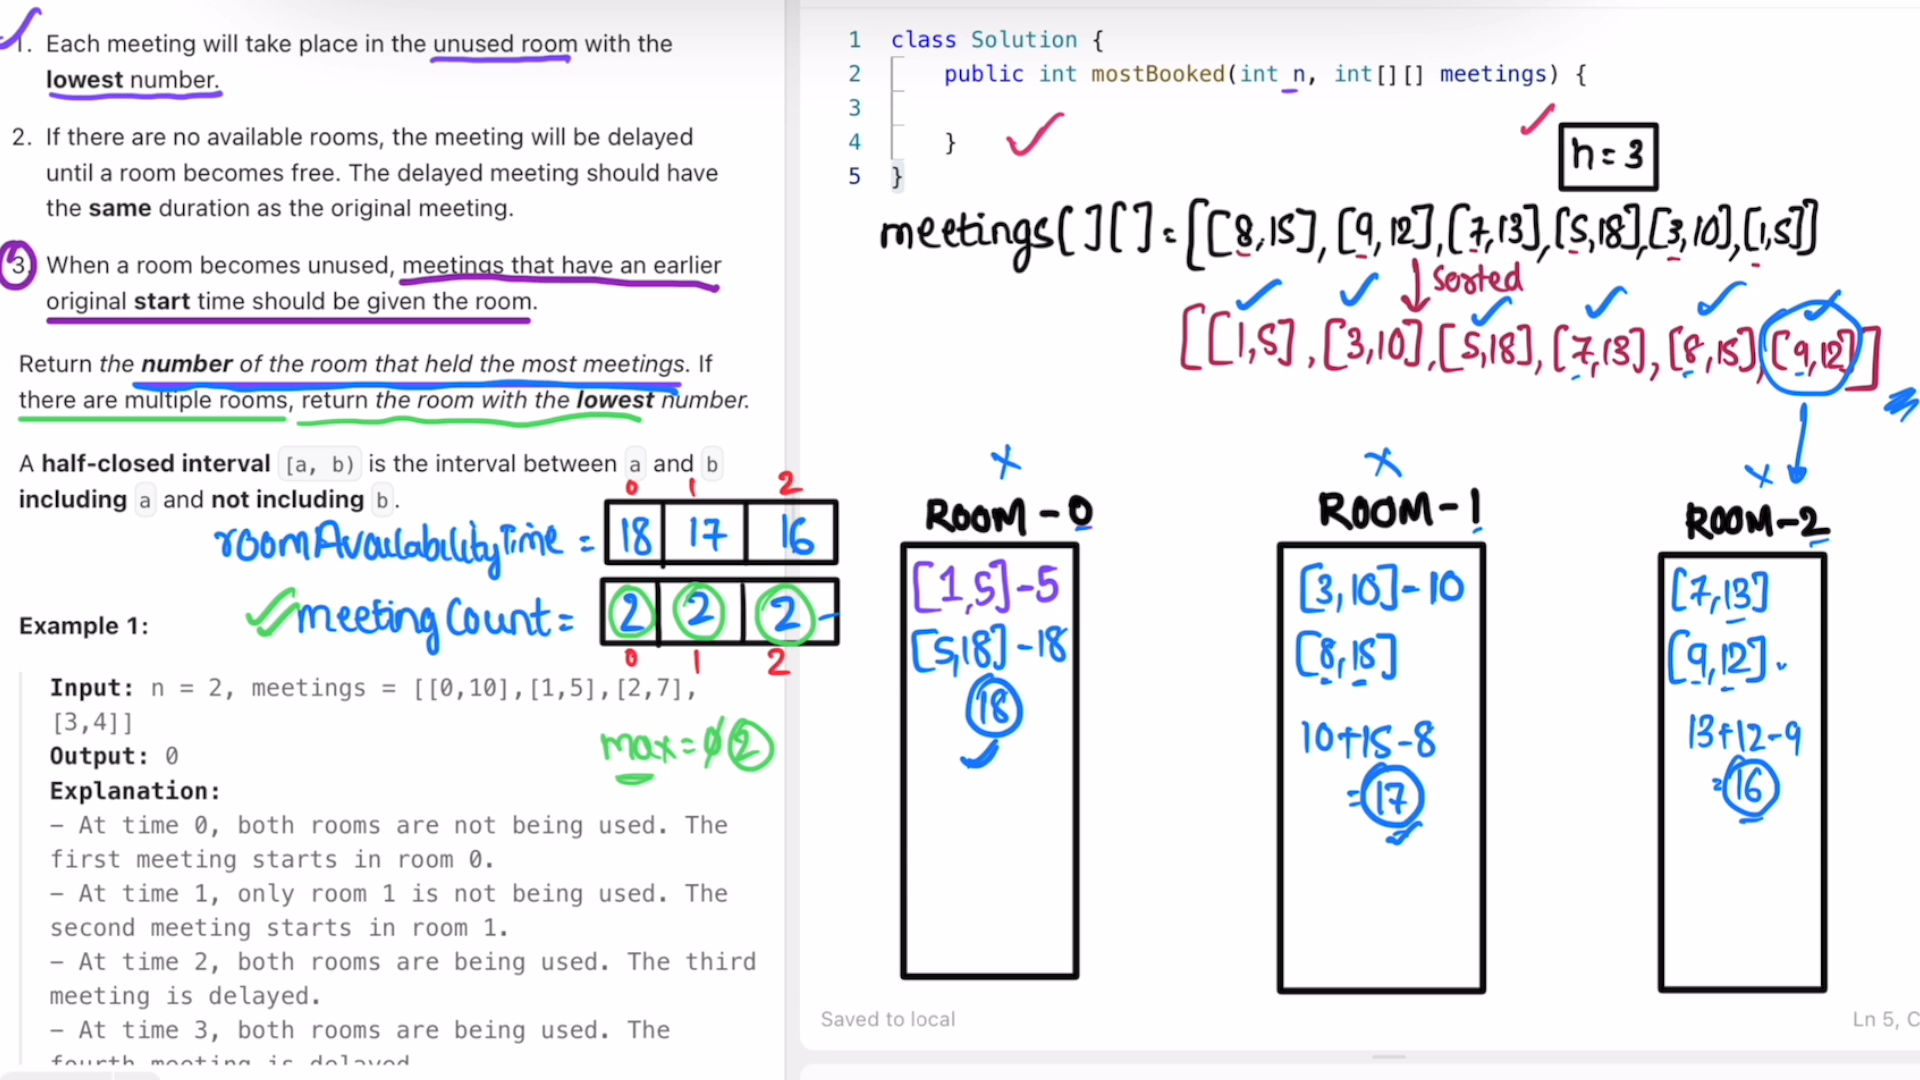 1. Each meeting will take place in the unused room with the
lowest number.
2. If there are no available rooms, the meeting will be delayed
until a room becomes free. The delayed meeting should have
the same duration as the original meeting.
3. When a room becomes unused, meetings that have an earlier
original start time should be given the room.
Return the number of the room that held the most meetings. If
there are multiple rooms, return the room with the lowest number.
A half-closed interval [a, b) is the interval between a and b
including a and not including b.
0 1 2
roomAvailabilityTime = 18 17 16
meetingCount = 2 2 2
0 1 2
max = 0 2
Example 1:
Input: n = 2, meetings = [[0,10],[1,5],[2,7],
[3,4]]
Output: 0
Explanation:
- At time 0, both rooms are not being used. The
first meeting starts in room 0.
- At time 1, only room 1 is not being used. The
second meeting starts in room 1.
- At time 2, both rooms are being used. The third
meeting is delayed.
- At time 3, both rooms are being used. The
fourth meeting is delayed.
1 class Solution {
2 public int mostBooked(int n, int[][] meetings) {
3
4 }
5 }
n = 3
meetings[][] = [[8,15],[9,12],[7,13],[5,18],[3,10],[1,5]]
↓ sorted
[[1,5],[3,10],[5,18],[7,13],[8,15],[9,12]]
ROOM-0
[1,5]-5
[5,18]-18
18
ROOM-1
[3,10]-10
[8,15]
10+15-8
=17
ROOM-2
[7,13]
[9,12]
13+12-9
=16
Saved to local
Ln 5, C